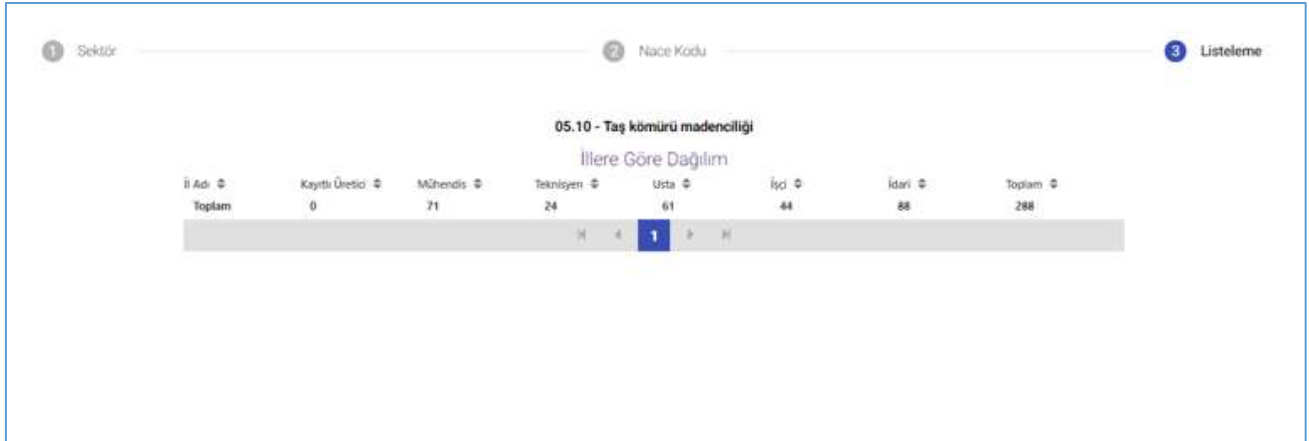 1 Sektör 2 Nace Kodu 3 Listeleme
05.10 - Taş kömürü madenciliği
İllere Göre Dağılım
İl Adı Kayıtlı Üretici Mühendis Teknisyen Usta İşçi İdari Toplam
Toplam 0 71 24 61 44 88 288
1